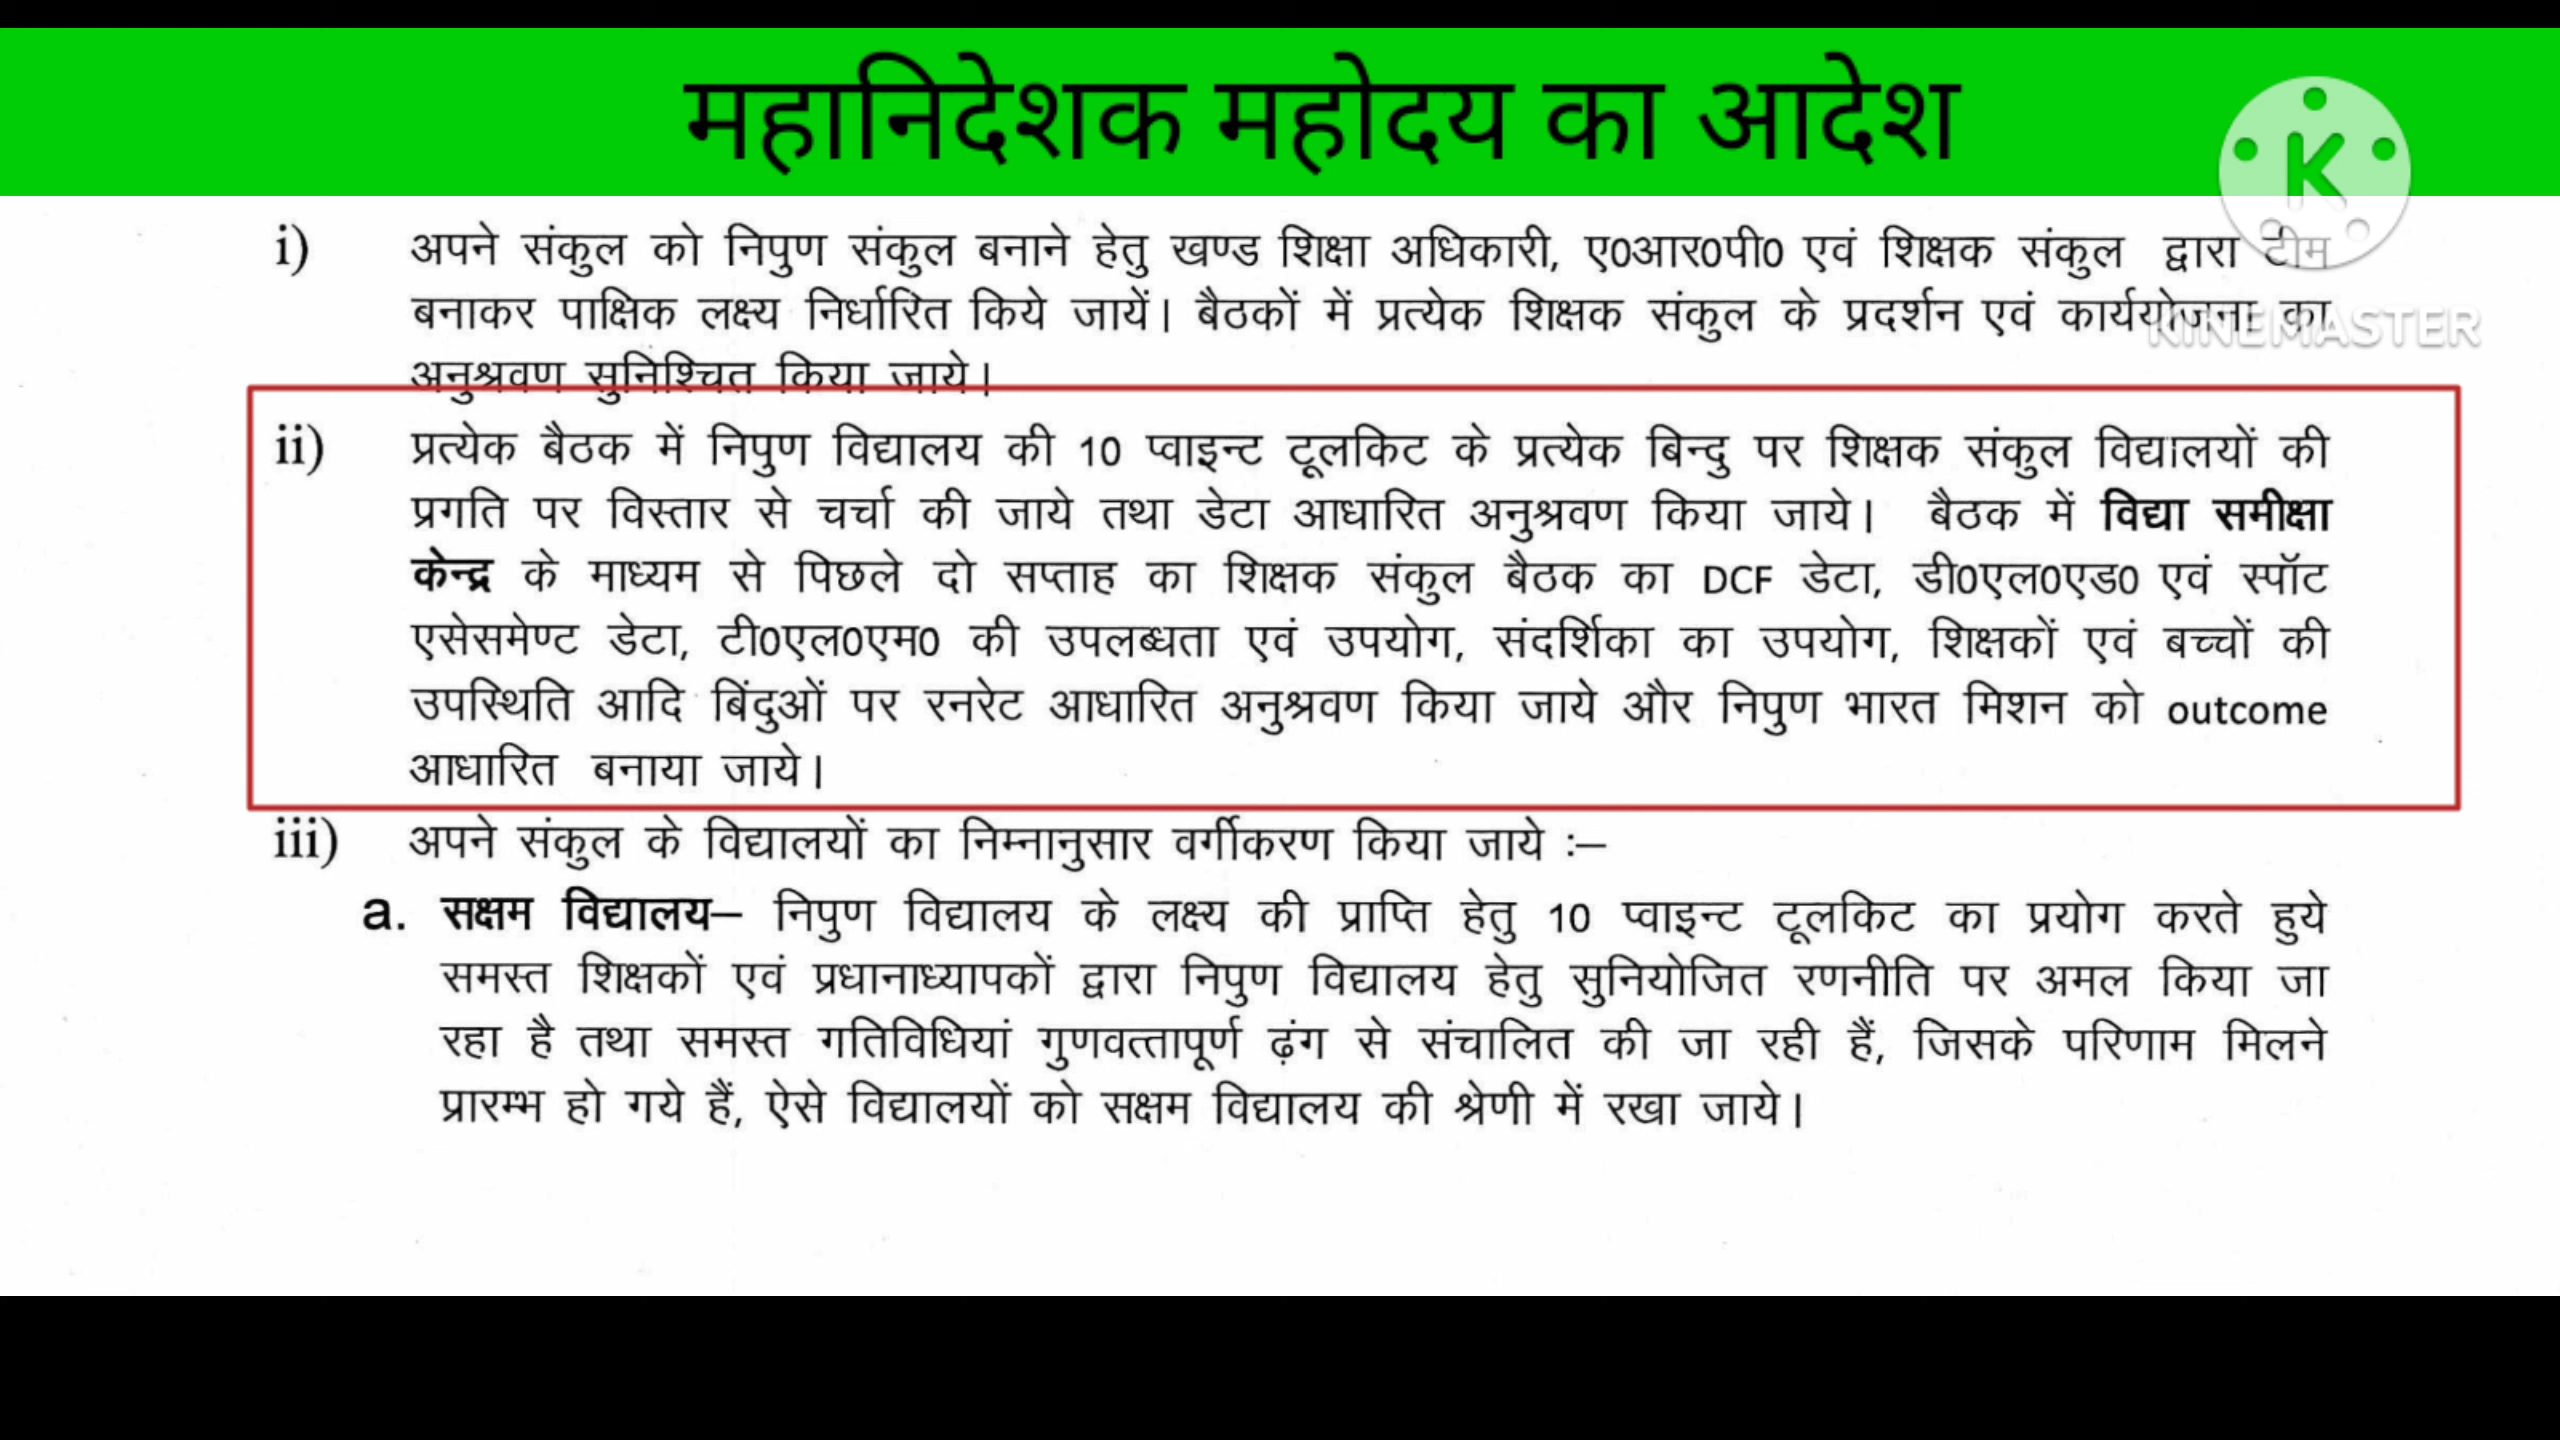 महानिदेशक महोदय का आदेश
i) अपने संकुल को निपुण संकुल बनाने हेतु खण्ड शिक्षा अधिकारी, ए0आर0पी0 एवं शिक्षक संकुल द्वारा टीम
बनाकर पाक्षिक लक्ष्य निर्धारित किये जायें। बैठकों में प्रत्येक शिक्षक संकुल के प्रदर्शन एवं कार्ययोजना का
अनुश्रवण सुनिश्चित किया जाये।
ii) प्रत्येक बैठक में निपुण विद्यालय की 10 प्वाइन्ट टूलकिट के प्रत्येक बिन्दु पर शिक्षक संकुल विद्यालयों की
प्रगति पर विस्तार से चर्चा की जाये तथा डेटा आधारित अनुश्रवण किया जाये। बैठक में विद्या समीक्षा
केन्द्र के माध्यम से पिछले दो सप्ताह का शिक्षक संकुल बैठक का DCF डेटा, डी0एल0एड0 एवं स्पॉट
एसेसमेण्ट डेटा, टी0एल0एम0 की उपलब्धता एवं उपयोग, संदर्शिका का उपयोग, शिक्षकों एवं बच्चों की
उपस्थिति आदि बिंदुओं पर रनरेट आधारित अनुश्रवण किया जाये और निपुण भारत मिशन को outcome
आधारित बनाया जाये।
iii) अपने संकुल के विद्यालयों का निम्नानुसार वर्गीकरण किया जाये :–
a. सक्षम विद्यालय– निपुण विद्यालय के लक्ष्य की प्राप्ति हेतु 10 प्वाइन्ट टूलकिट का प्रयोग करते हुये
समस्त शिक्षकों एवं प्रधानाध्यापकों द्वारा निपुण विद्यालय हेतु सुनियोजित रणनीति पर अमल किया जा
रहा है तथा समस्त गतिविधियां गुणवत्तापूर्ण ढ़ंग से संचालित की जा रही हैं, जिसके परिणाम मिलने
प्रारम्भ हो गये हैं, ऐसे विद्यालयों को सक्षम विद्यालय की श्रेणी में रखा जाये।
K
KINEMASTER